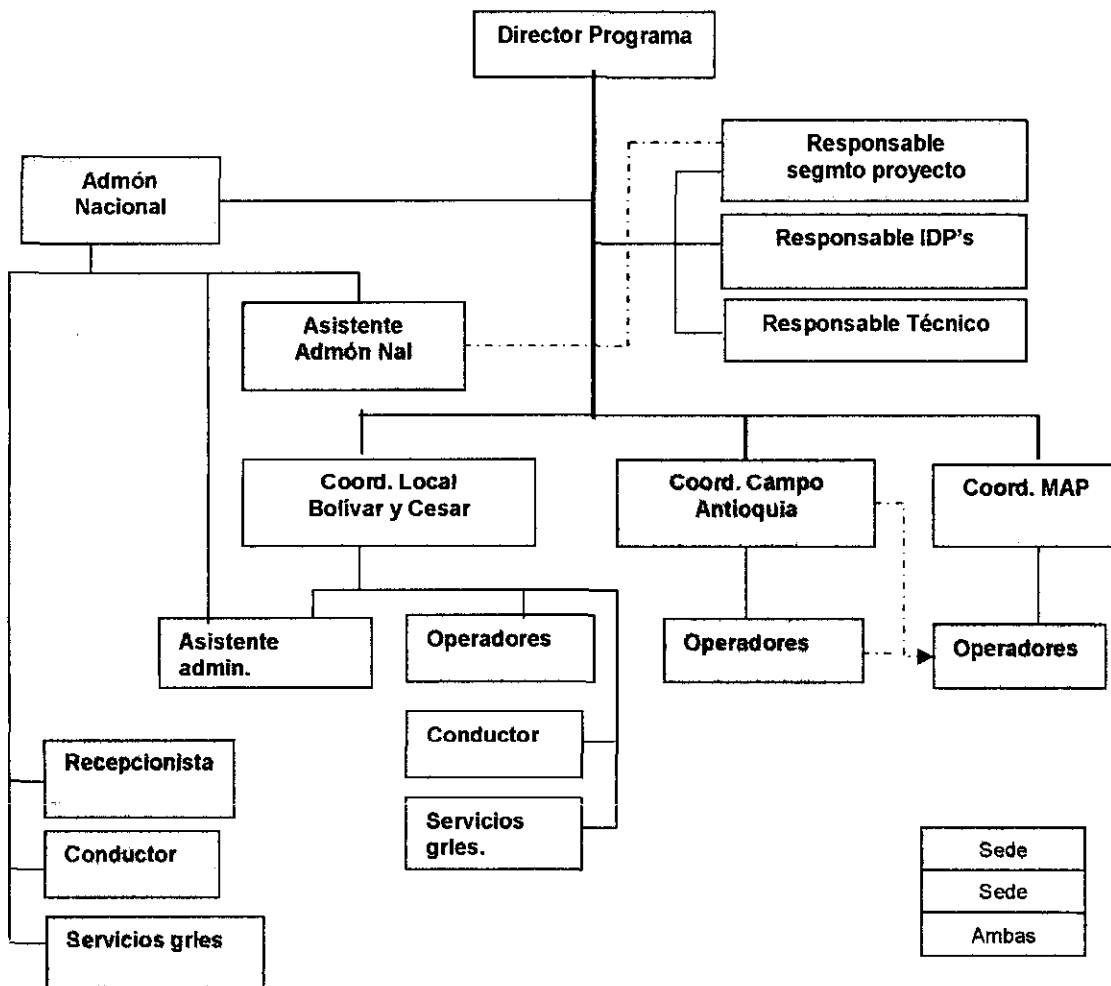 Director Programa
Responsable
segmto proyecto
Admón
Nacional
Responsable IDP's
Asistente
Admón Nal
Responsable Técnico
Coord. Local
Bolívar y Cesar
Coord. Campo
Antioquia
Coord. MAP
Asistente
admin.
Operadores
Operadores
Operadores
Conductor
Recepcionista
Servicios
grles.
Conductor
Servicios grles
Sede
Sede
Ambas